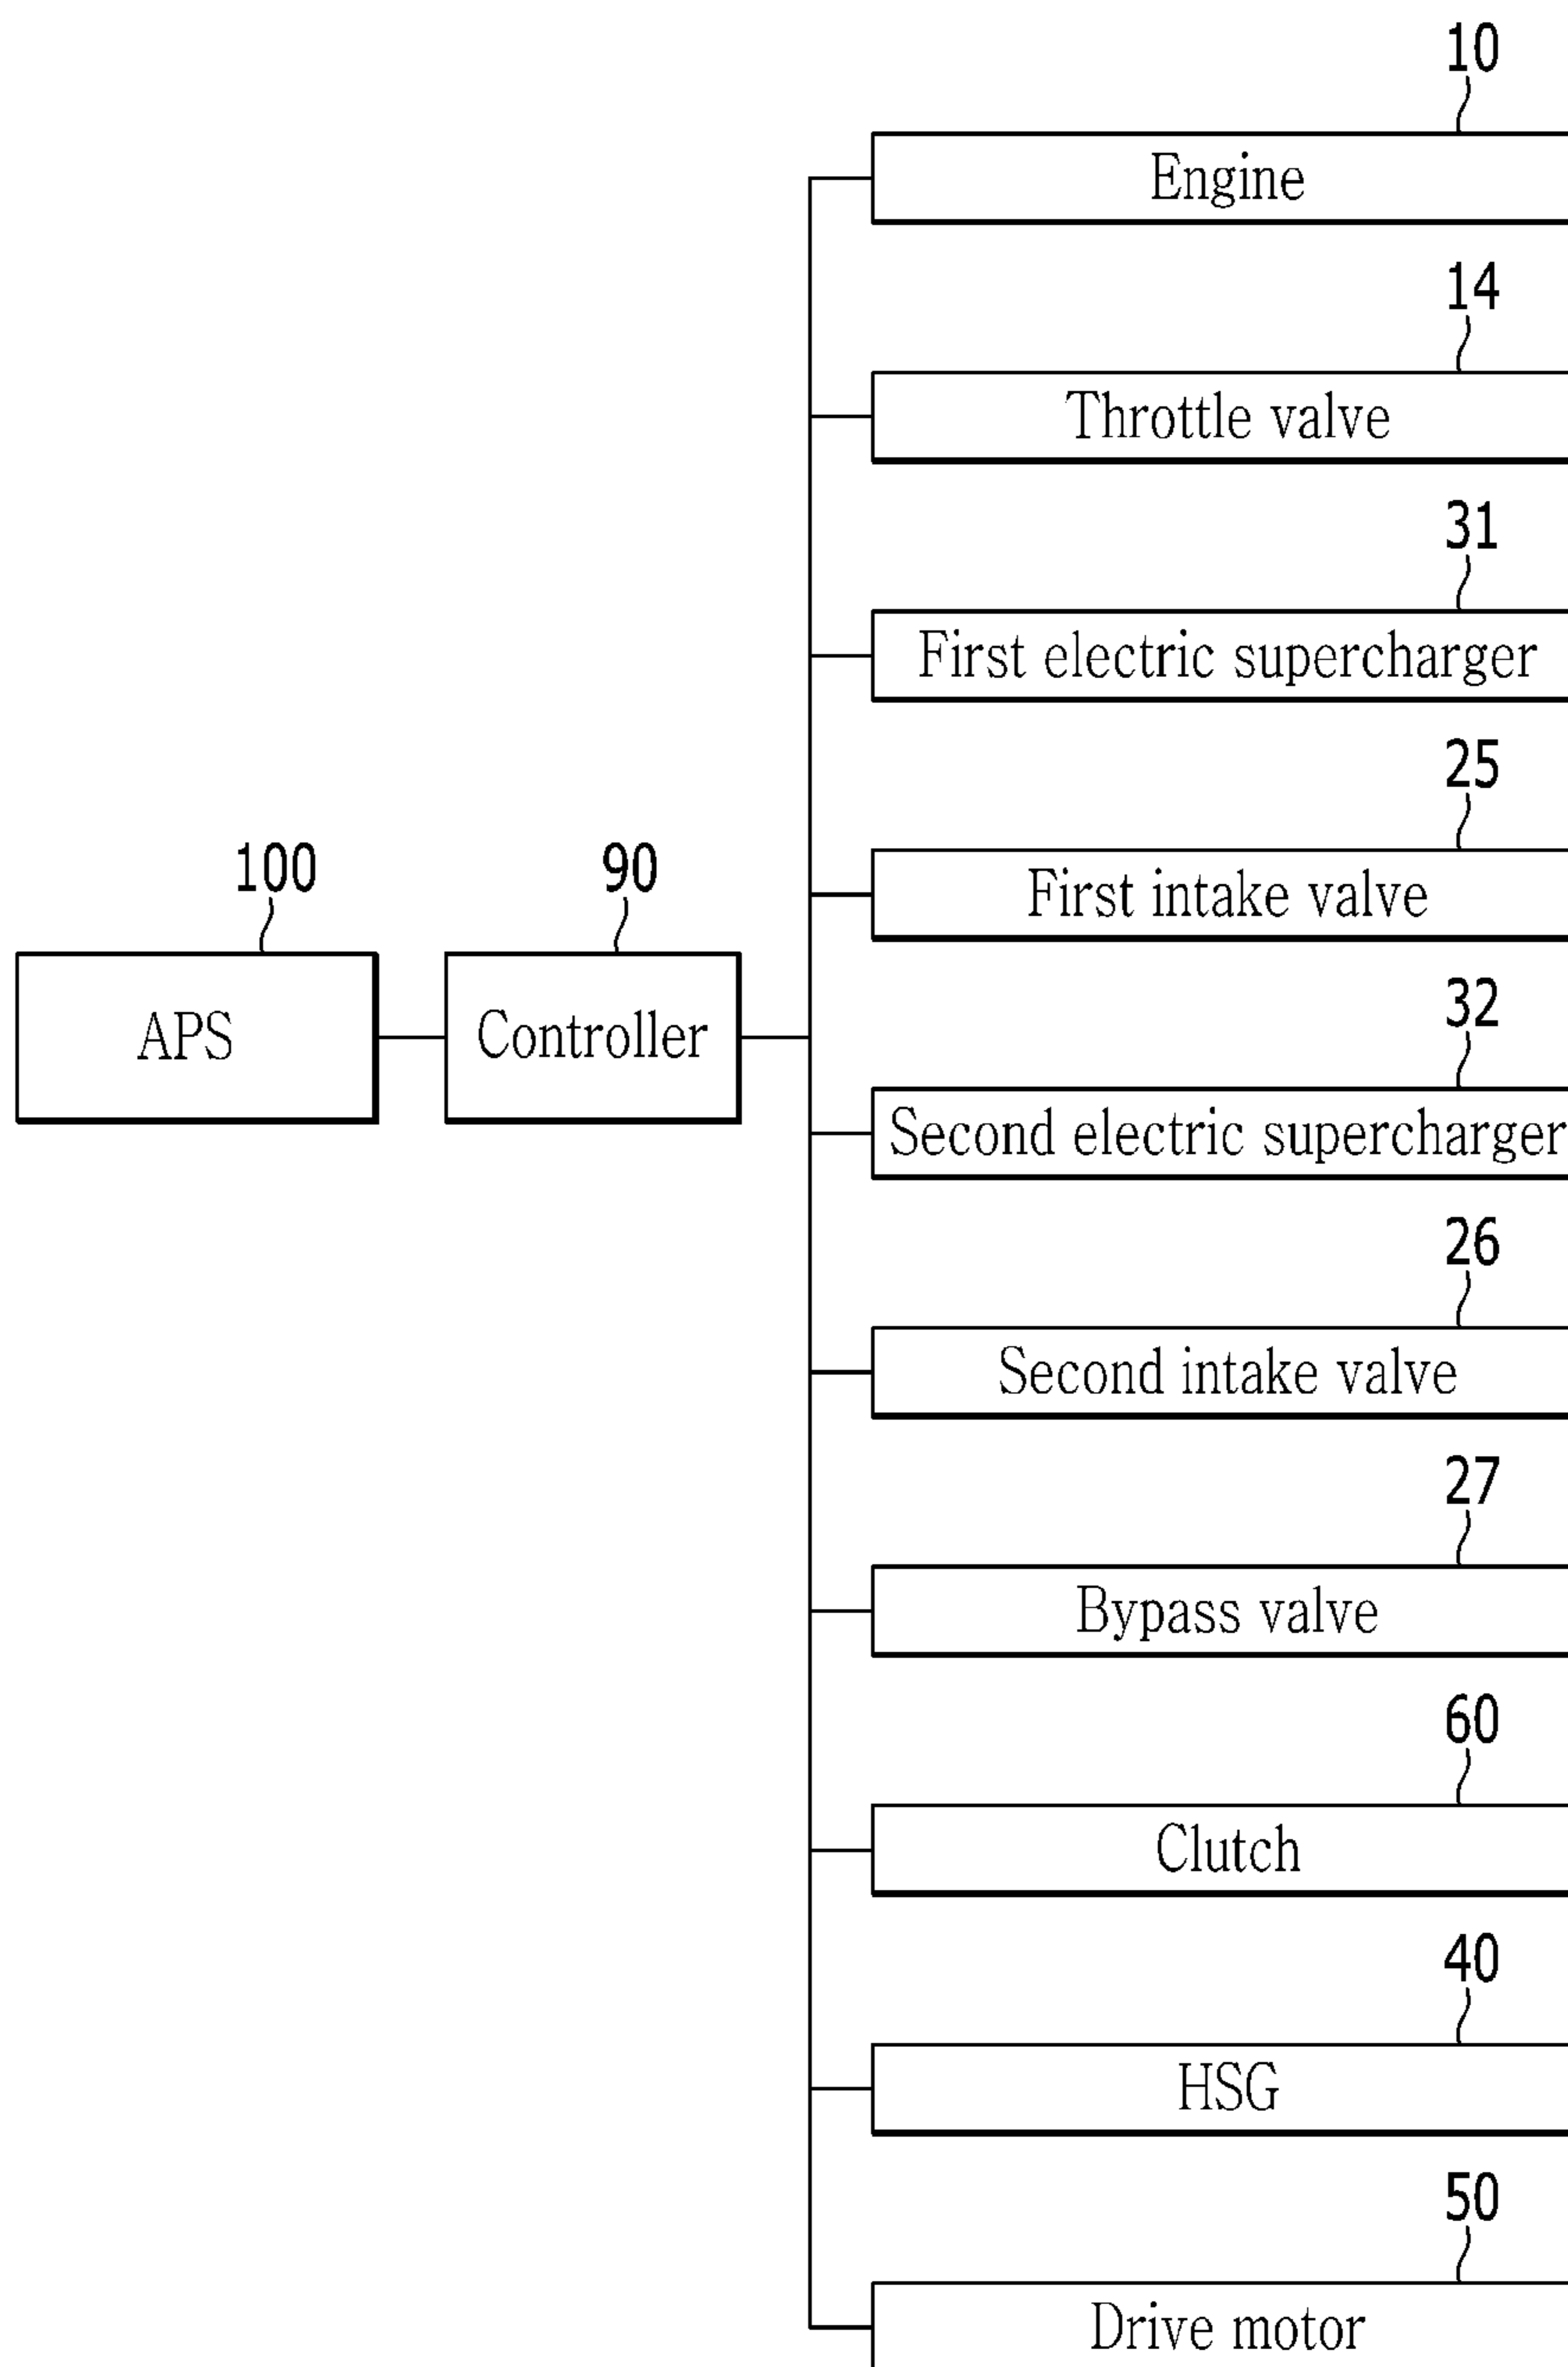 10
Engine
14
Throttle valve
31
First electric supercharger
25
First intake valve
100
APS
90
Controller
32
Second electric supercharger
26
Second intake valve
27
Bypass valve
60
Clutch
40
HSG
50
Drive motor